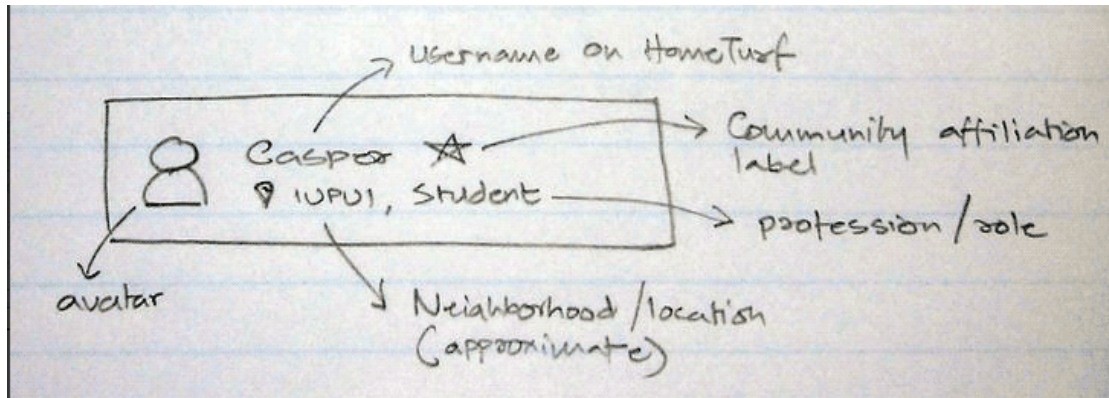 Username on HomeTurf
Casper
IUPUI, Student
Community affiliation
label
profession/role
avatar
Neighborhood/location
(approximate)